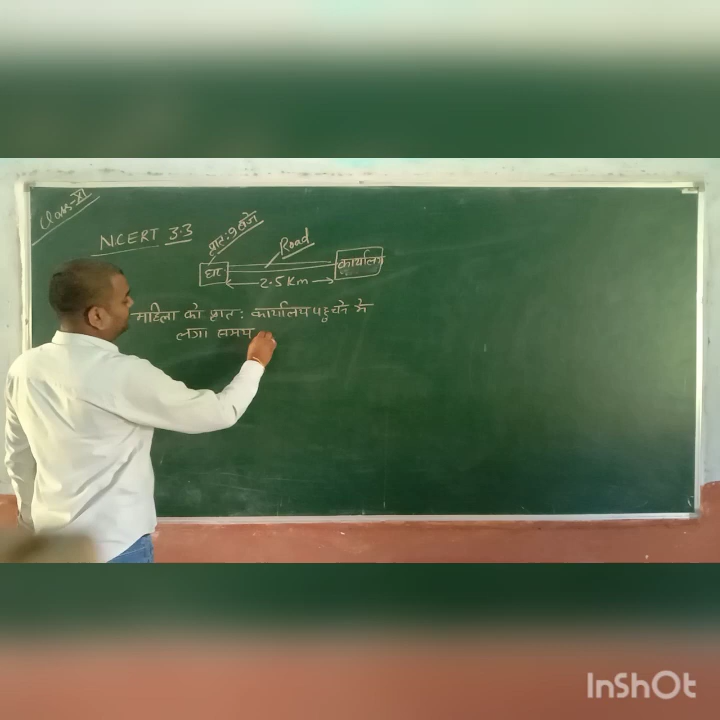 Class-XI
NCERT 3.3
प्रात: 9 बजे
Road
घर
कार्यालय
2.5 Km
महिला को प्रात: कार्यालय पहुचने मे
लगा समय
InShOt